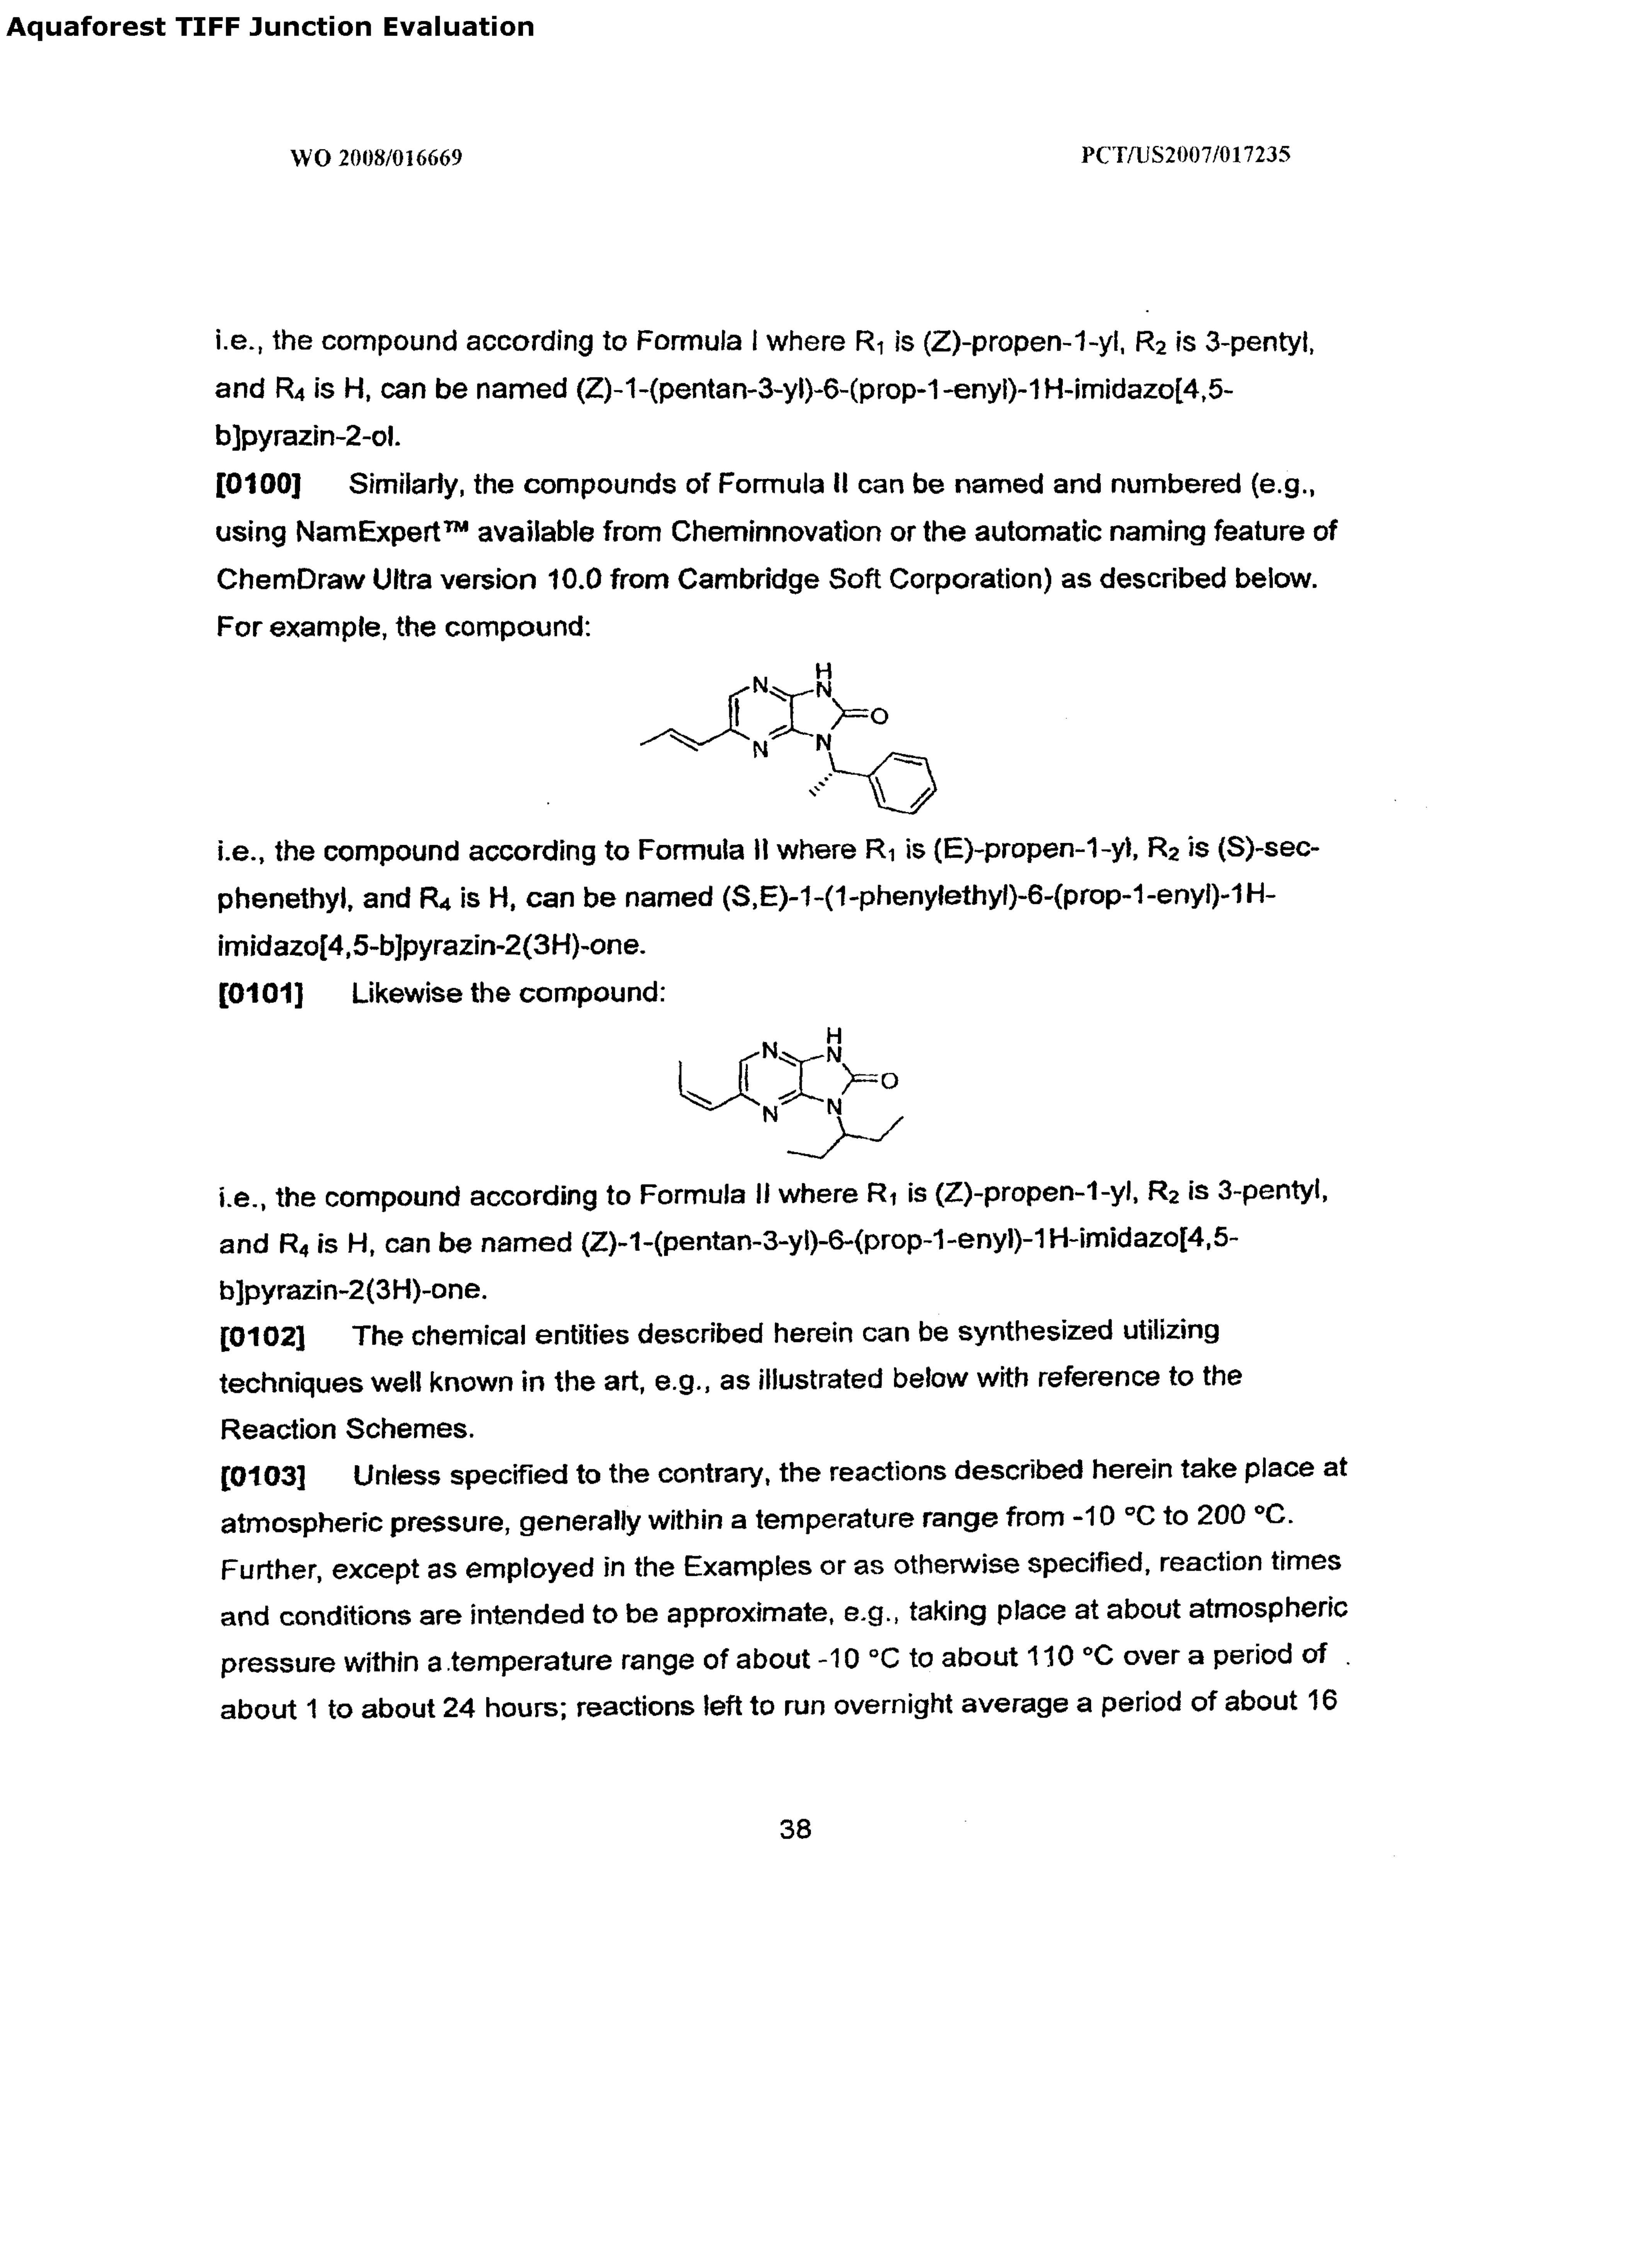 Aquaforest TIFF Junction Evaluation
WO 2008/016669 PCT/US2007/017235
i.e., the compound according to Formula I where R₁ is (Z)-propen-1-yl, R₂ is 3-pentyl,
and R₄ is H, can be named (Z)-1-(pentan-3-yl)-6-(prop-1-enyl)-1H-imidazo[4,5-
b]pyrazin-2-ol.
[0100] Similarly, the compounds of Formula II can be named and numbered (e.g.,
using NamExpert™ available from Cheminnovation or the automatic naming feature of
ChemDraw Ultra version 10.0 from Cambridge Soft Corporation) as described below.
For example, the compound:
H
N N
O
N N
i.e., the compound according to Formula II where R₁ is (E)-propen-1-yl, R₂ is (S)-sec-
phenethyl, and R₄ is H, can be named (S,E)-1-(1-phenylethyl)-6-(prop-1-enyl)-1H-
imidazo[4,5-b]pyrazin-2(3H)-one.
[0101] Likewise the compound:
H
N N
O
N N
i.e., the compound according to Formula II where R₁ is (Z)-propen-1-yl, R₂ is 3-pentyl,
and R₄ is H, can be named (Z)-1-(pentan-3-yl)-6-(prop-1-enyl)-1H-imidazo[4,5-
b]pyrazin-2(3H)-one.
[0102] The chemical entities described herein can be synthesized utilizing
techniques well known in the art, e.g., as illustrated below with reference to the
Reaction Schemes.
[0103] Unless specified to the contrary, the reactions described herein take place at
atmospheric pressure, generally within a temperature range from -10 ºC to 200 ºC.
Further, except as employed in the Examples or as otherwise specified, reaction times
and conditions are intended to be approximate, e.g., taking place at about atmospheric
pressure within a temperature range of about -10 ºC to about 110 ºC over a period of
about 1 to about 24 hours; reactions left to run overnight average a period of about 16
38